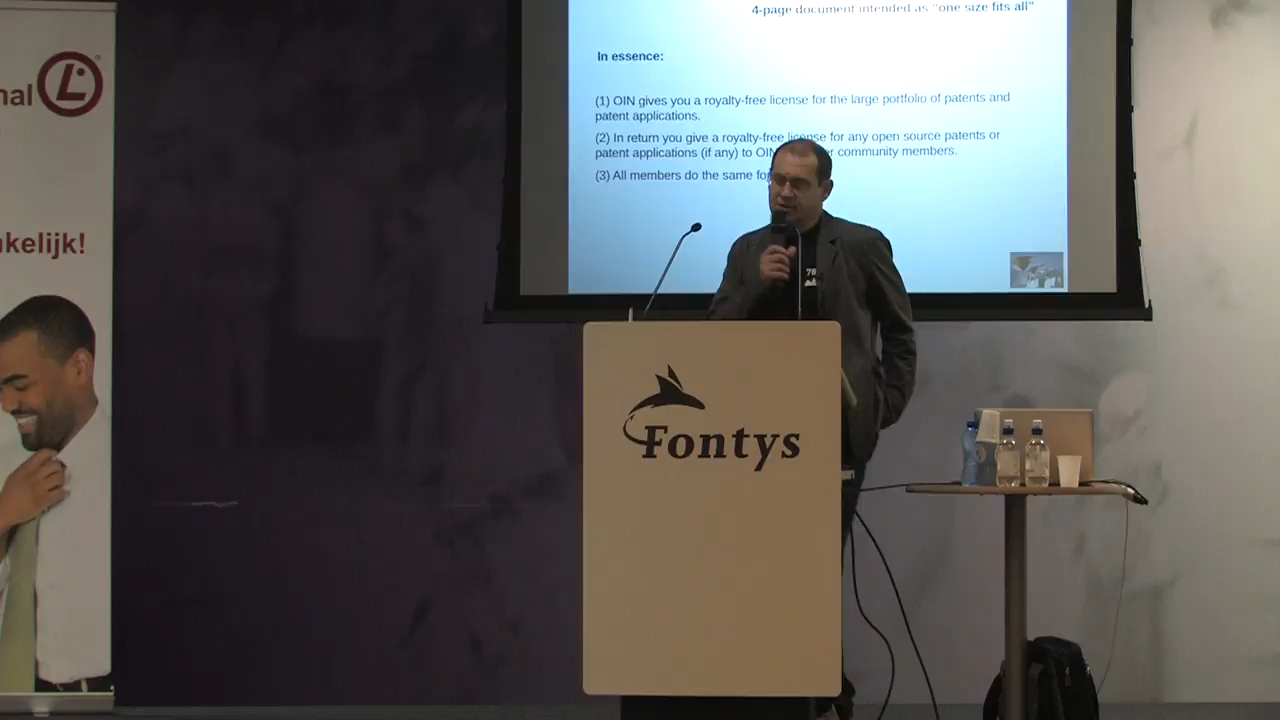 nal
L
®
kelijk!
4-page document intended as "one size fits all"
In essence:
(1) OIN gives you a royalty-free license for the large portfolio of patents and
patent applications.
(2) In return you give a royalty-free license for any open source patents or
patent applications (if any) to OIN er community members.
(3) All members do the same fo
78
Fontys